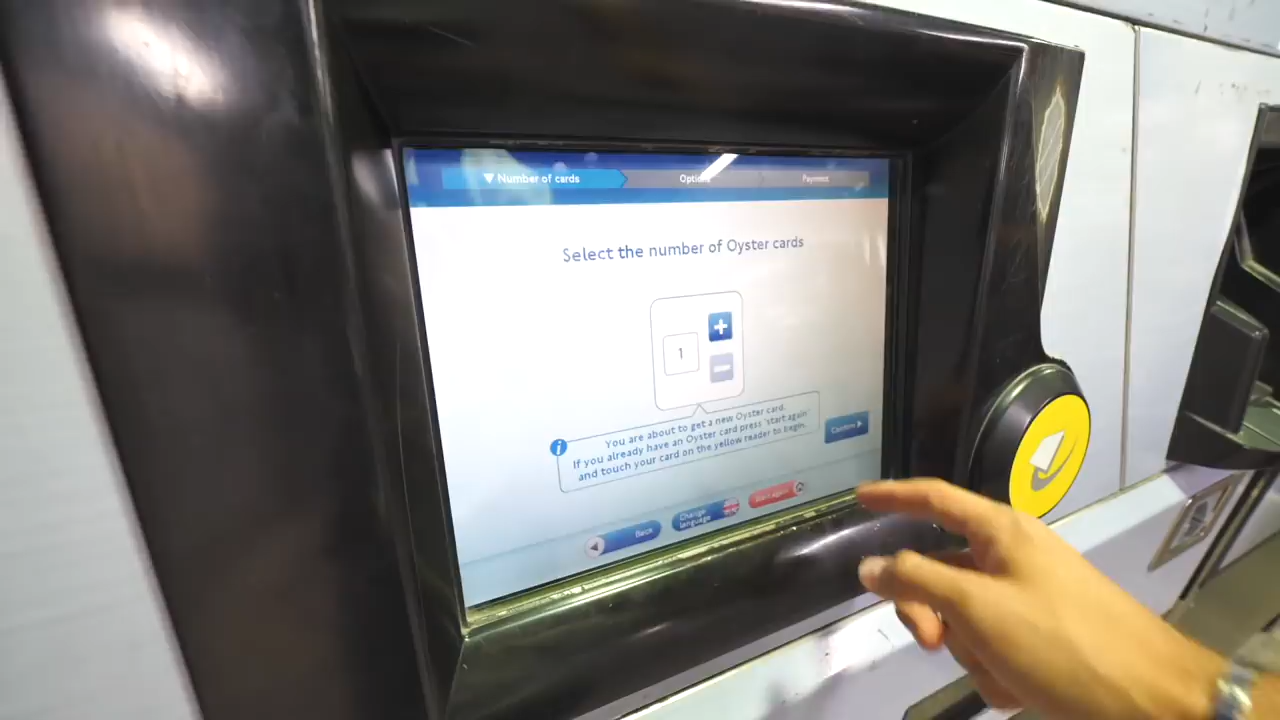 ▼ Number of cards
Options
Payment
Select the number of Oyster cards
1
You are about to get a new Oyster card.
If you already have an Oyster card press "start again"
and touch your card on the yellow reader to begin.
Confirm
Back
Change
language
Start again